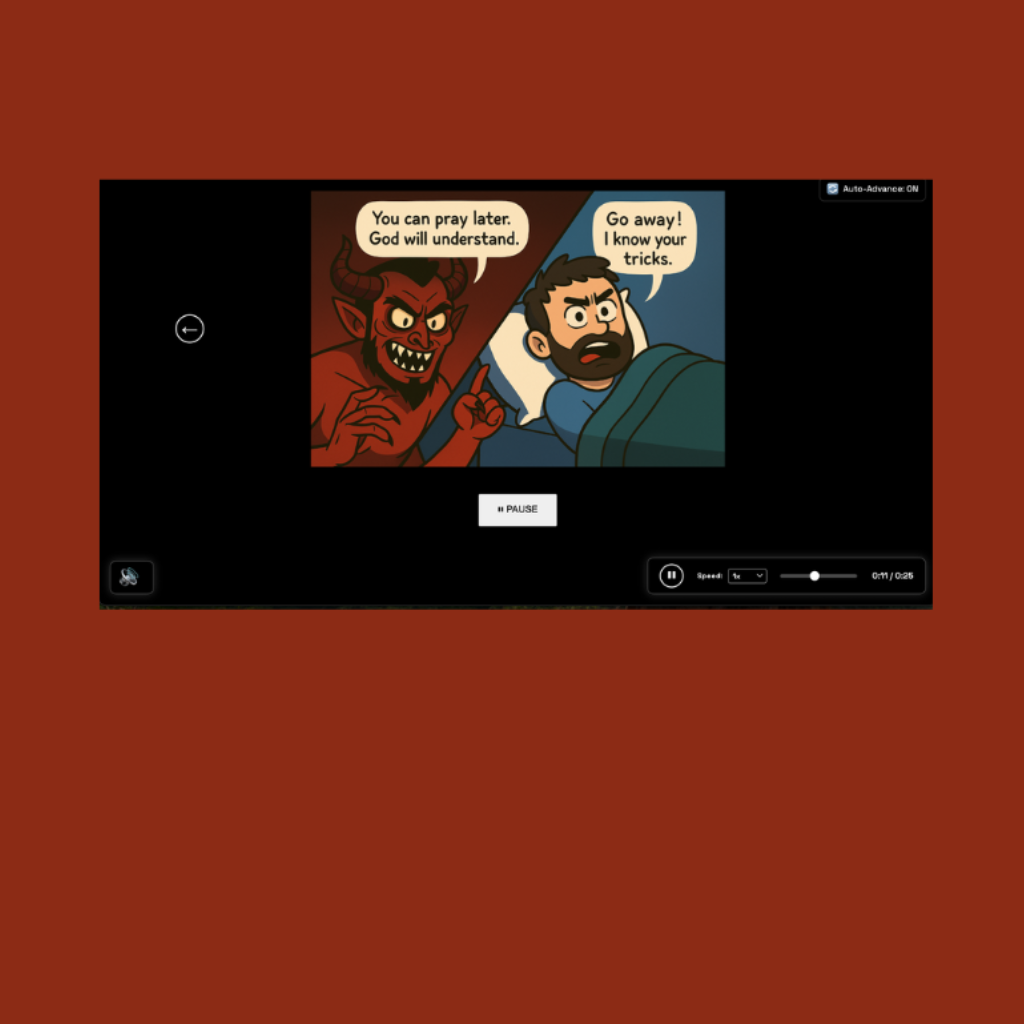 Auto-Advance: ON
You can pray later.
God will understand.
Go away!
I know your
tricks.
PAUSE
Speed:
1x
0:11 / 0:25